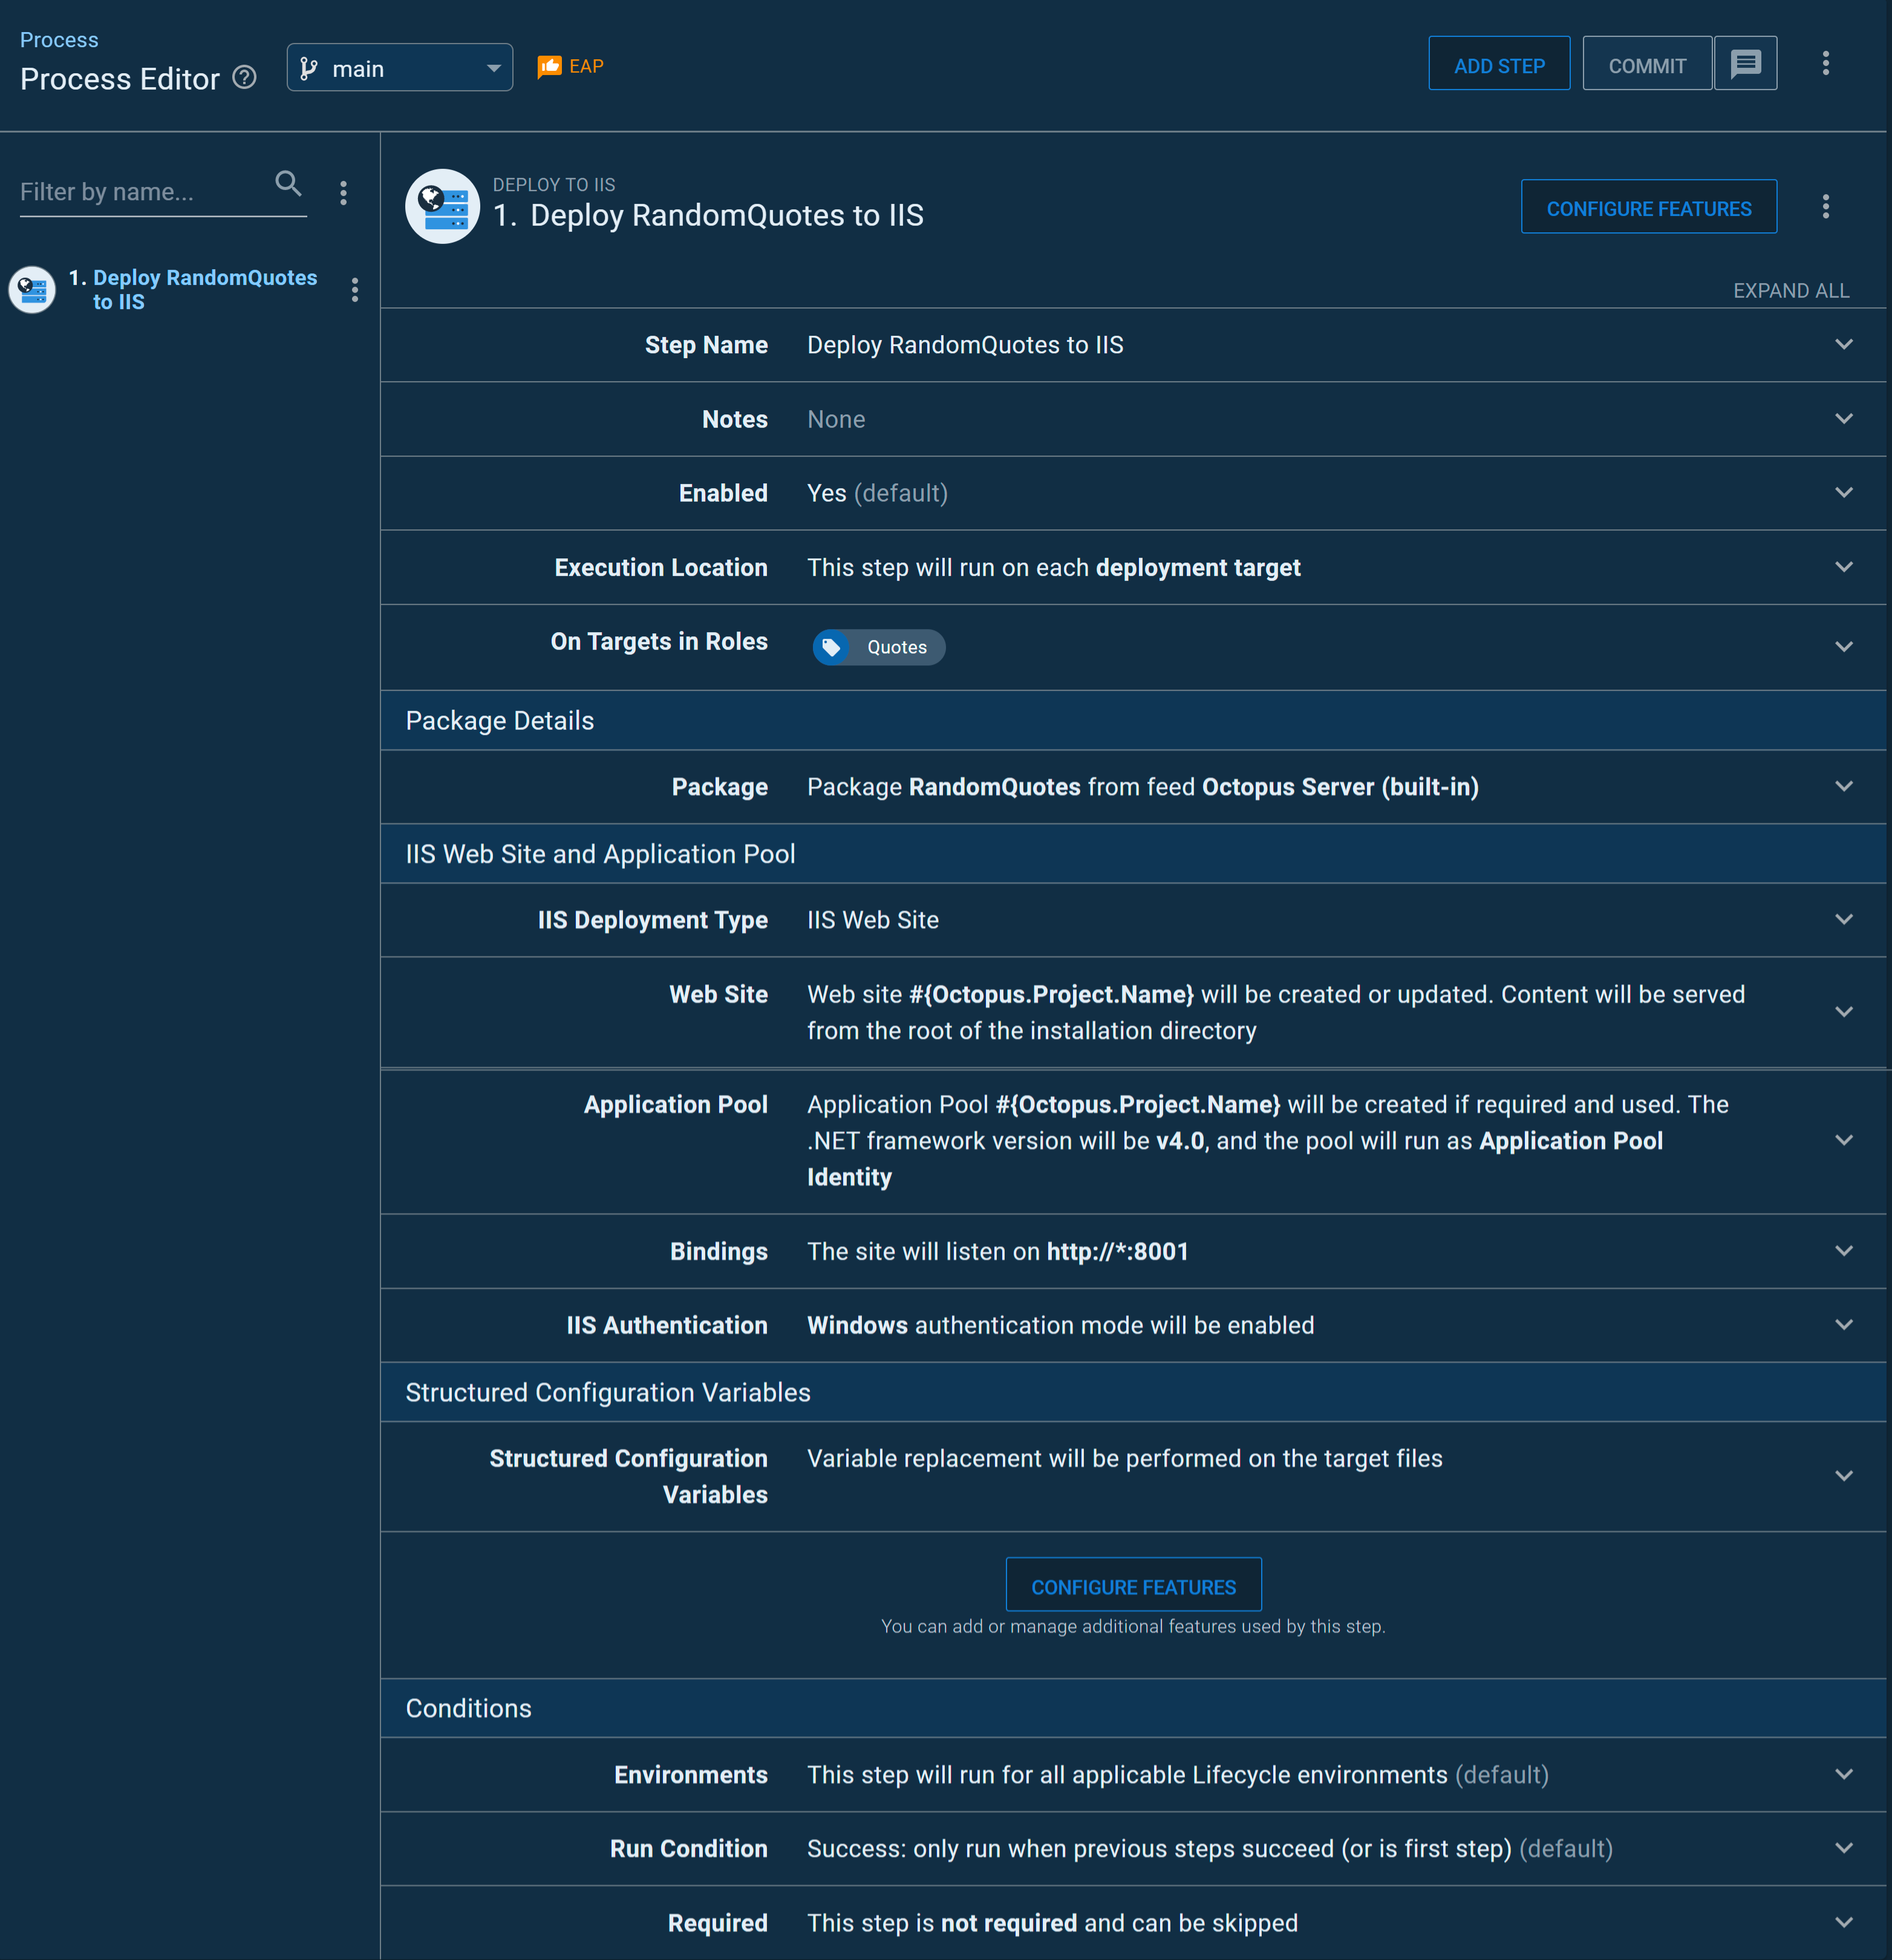 Process
Process Editor
main
EAP
ADD STEP
COMMIT
Filter by name...
1. Deploy RandomQuotes
to IIS
DEPLOY TO IIS
1. Deploy RandomQuotes to IIS
CONFIGURE FEATURES
EXPAND ALL
Step Name
Deploy RandomQuotes to IIS
Notes
None
Enabled
Yes (default)
Execution Location
This step will run on each deployment target
On Targets in Roles
Quotes
Package Details
Package
Package RandomQuotes from feed Octopus Server (built-in)
IIS Web Site and Application Pool
IIS Deployment Type
IIS Web Site
Web Site
Web site #{Octopus.Project.Name} will be created or updated. Content will be served
from the root of the installation directory
Application Pool
Application Pool #{Octopus.Project.Name} will be created if required and used. The
.NET framework version will be v4.0, and the pool will run as Application Pool
Identity
Bindings
The site will listen on http://*:8001
IIS Authentication
Windows authentication mode will be enabled
Structured Configuration Variables
Structured Configuration
Variables
Variable replacement will be performed on the target files
CONFIGURE FEATURES
You can add or manage additional features used by this step.
Conditions
Environments
This step will run for all applicable Lifecycle environments (default)
Run Condition
Success: only run when previous steps succeed (or is first step) (default)
Required
This step is not required and can be skipped